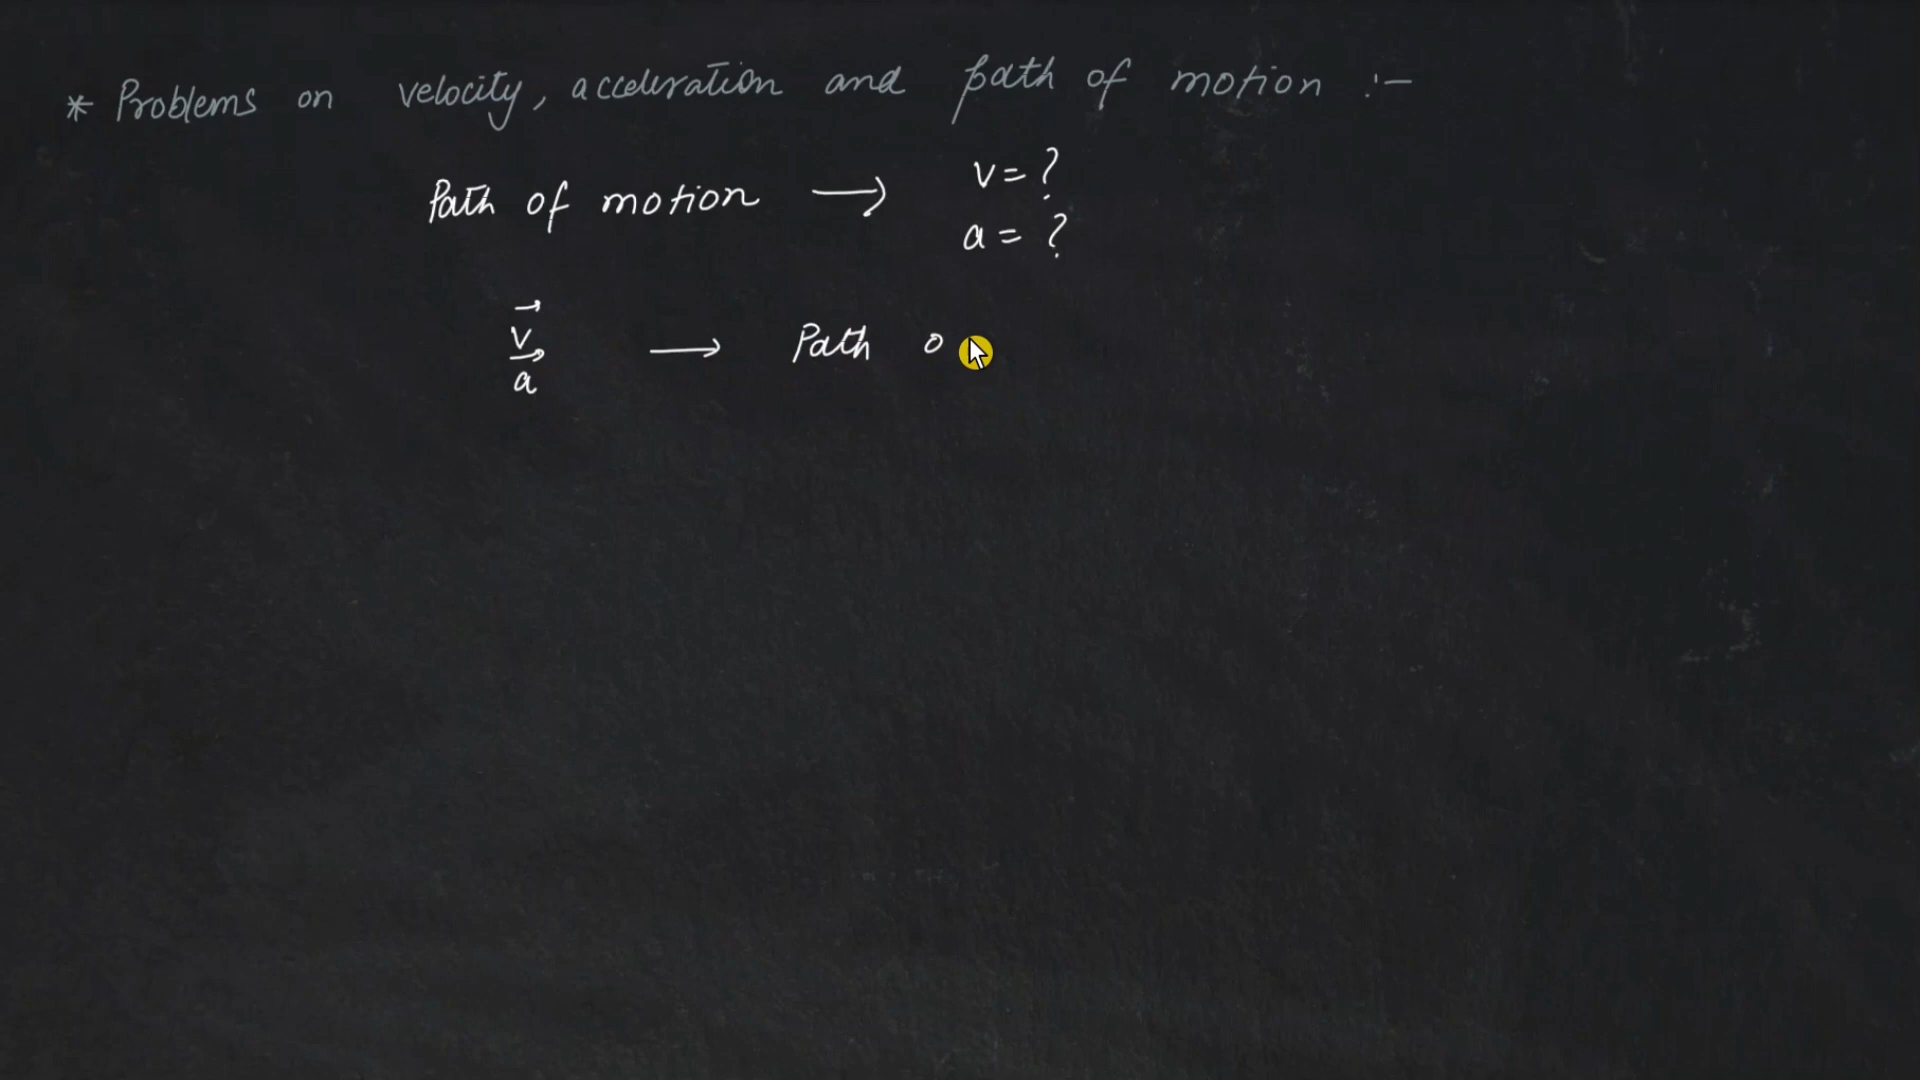 * Problems on velocity, acceleration and path of motion :-
Path of motion → v = ?
a = ?
v⃗
a⃗ → Path o